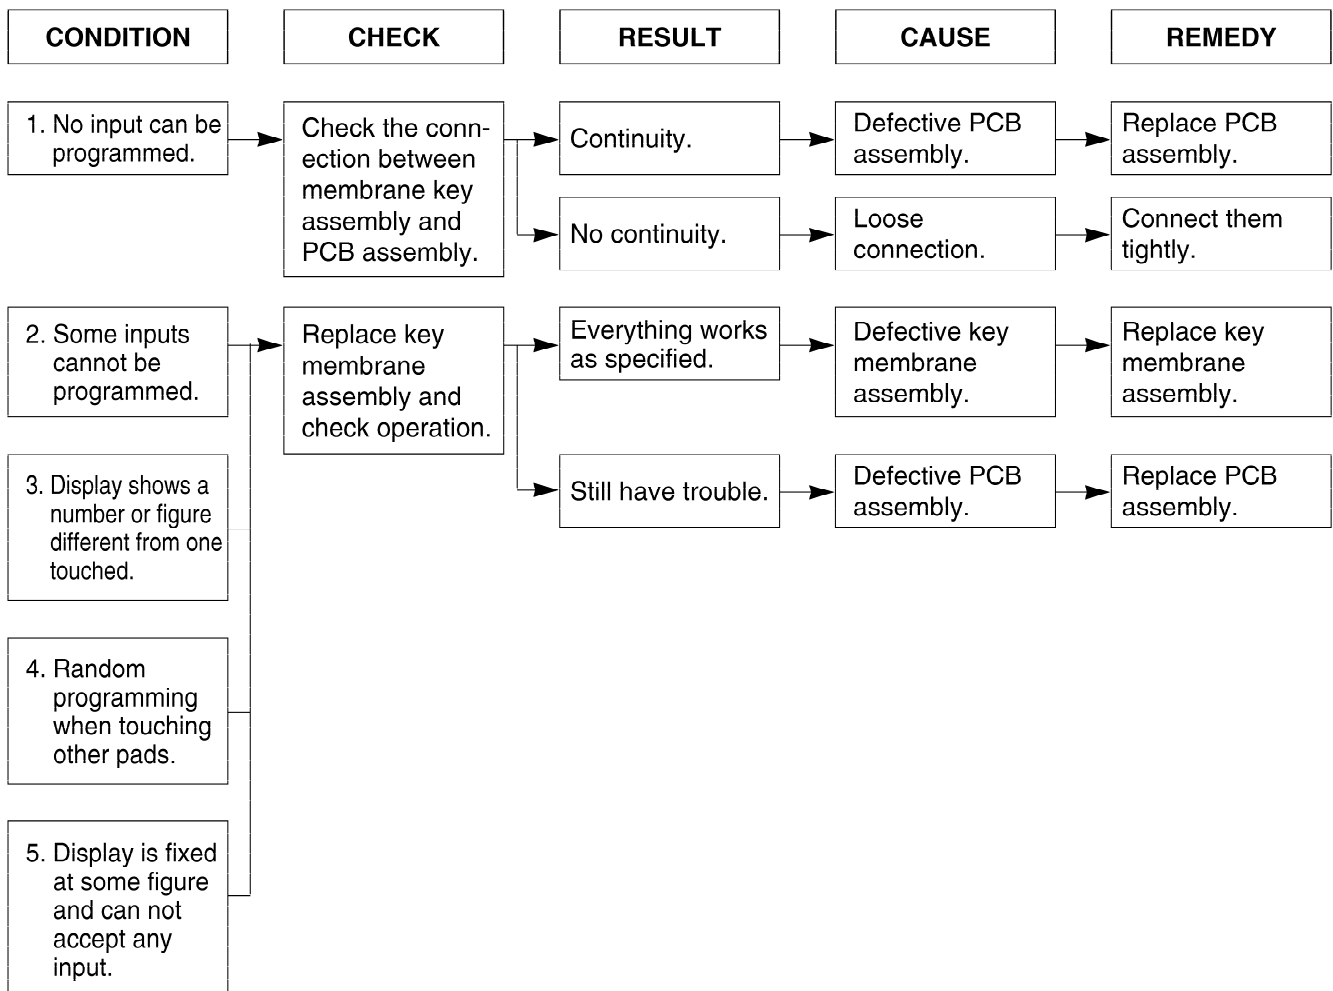 CONDITION
CHECK
RESULT
CAUSE
REMEDY
1. No input can be
programmed.
Check the conn-
ection between
membrane key
assembly and
PCB assembly.
Continuity.
Defective PCB
assembly.
Replace PCB
assembly.
No continuity.
Loose
connection.
Connect them
tightly.
2. Some inputs
cannot be
programmed.
Replace key
membrane
assembly and
check operation.
Everything works
as specified.
Defective key
membrane
assembly.
Replace key
membrane
assembly.
3. Display shows a
number or figure
different from one
touched.
Still have trouble.
Defective PCB
assembly.
Replace PCB
assembly.
4. Random
programming
when touching
other pads.
5. Display is fixed
at some figure
and can not
accept any
input.